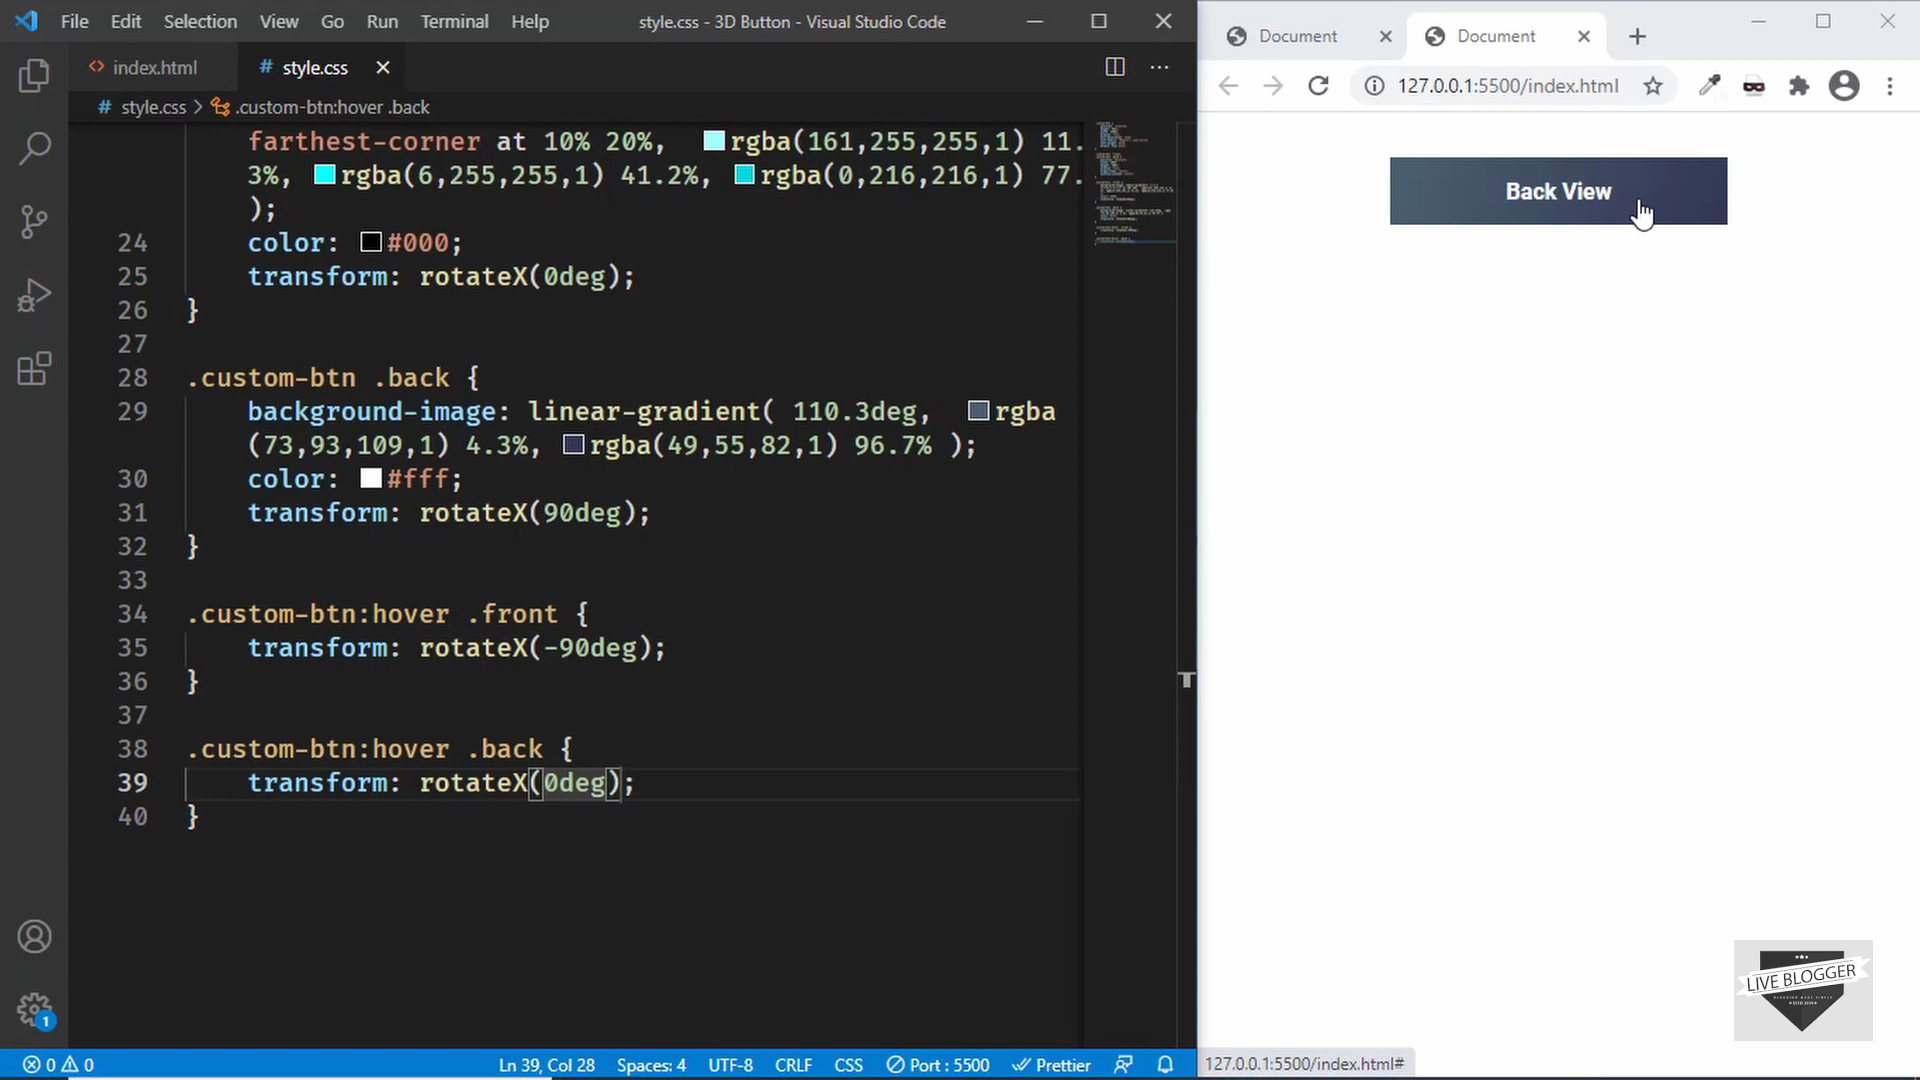 File Edit Selection View Go Run Terminal Help
style.css - 3D Button - Visual Studio Code
index.html
# style.css
# style.css > .custom-btn:hover .back
farthest-corner at 10% 20%, rgba(161,255,255,1) 11.
3%, rgba(6,255,255,1) 41.2%, rgba(0,216,216,1) 77.
);
24 color: #000;
25 transform: rotateX(0deg);
26 }
27
28 .custom-btn .back {
29 background-image: linear-gradient( 110.3deg, rgba
(73,93,109,1) 4.3%, rgba(49,55,82,1) 96.7% );
30 color: #fff;
31 transform: rotateX(90deg);
32 }
33
34 .custom-btn:hover .front {
35 transform: rotateX(-90deg);
36 }
37
38 .custom-btn:hover .back {
39 transform: rotateX(0deg);
40 }
1
0 0
Ln 39, Col 28
Spaces: 4
UTF-8
CRLF
CSS
Port : 5500
Prettier
Document
Document
127.0.0.1:5500/index.html
Back View
LIVE BLOGGER
127.0.0.1:5500/index.html#